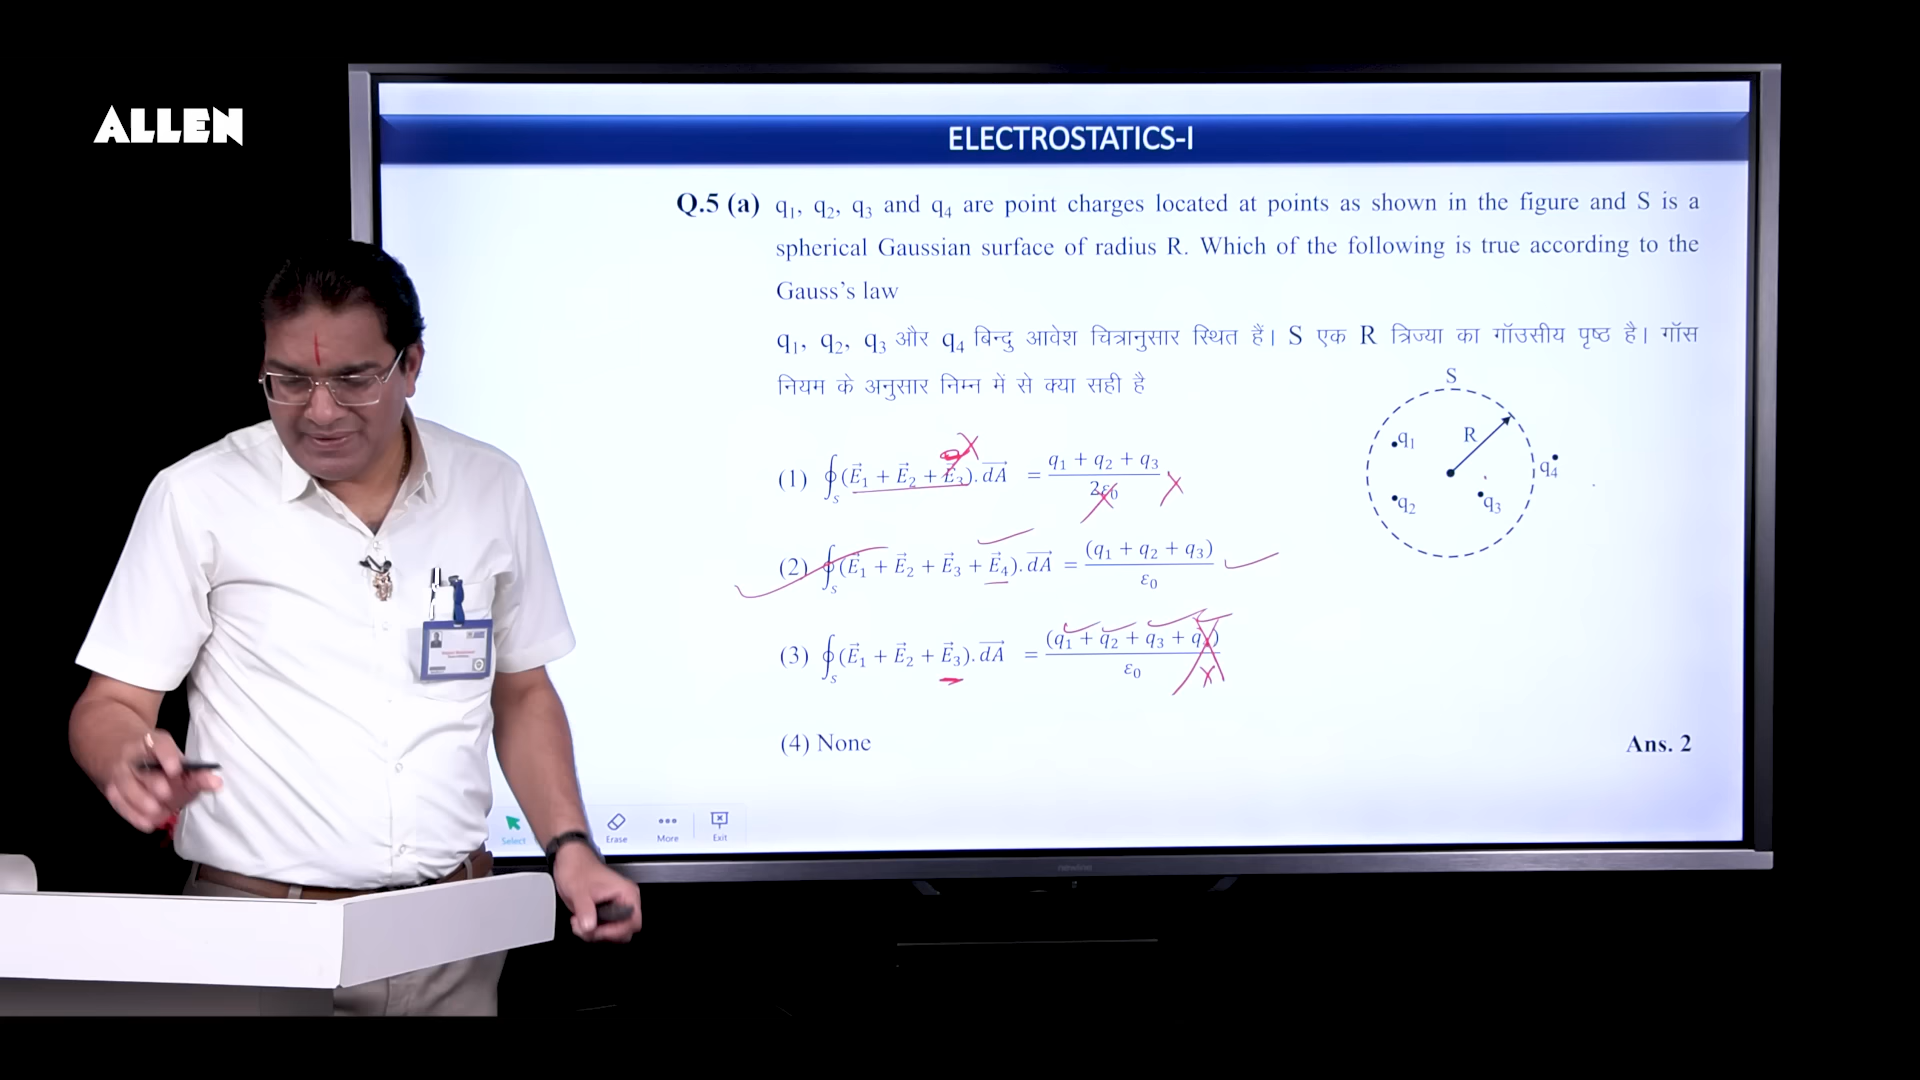 ALLEN
ELECTROSTATICS-I
Q.5 (a) q₁, q₂, q₃ and q₄ are point charges located at points as shown in the figure and S is a
spherical Gaussian surface of radius R. Which of the following is true according to the
Gauss's law
q₁, q₂, q₃ और q₄ बिन्दु आवेश चित्रानुसार स्थित हैं। S एक R त्रिज्या का गॉउसीय पृष्ठ है। गॉस
नियम के अनुसार निम्न में से क्या सही है
S
R
q₁
q₂
q₃
q₄
(1) ∮ₛ(E⃗₁ + E⃗₂ + E⃗₃).dA⃗ = (q₁ + q₂ + q₃)/2ε₀
(2) ∮ₛ(E⃗₁ + E⃗₂ + E⃗₃ + E⃗₄).dA⃗ = (q₁ + q₂ + q₃)/ε₀
(3) ∮ₛ(E⃗₁ + E⃗₂ + E⃗₃).dA⃗ = (q₁ + q₂ + q₃ + q₄)/ε₀
(4) None
Ans. 2
Select
Erase
More
Exit